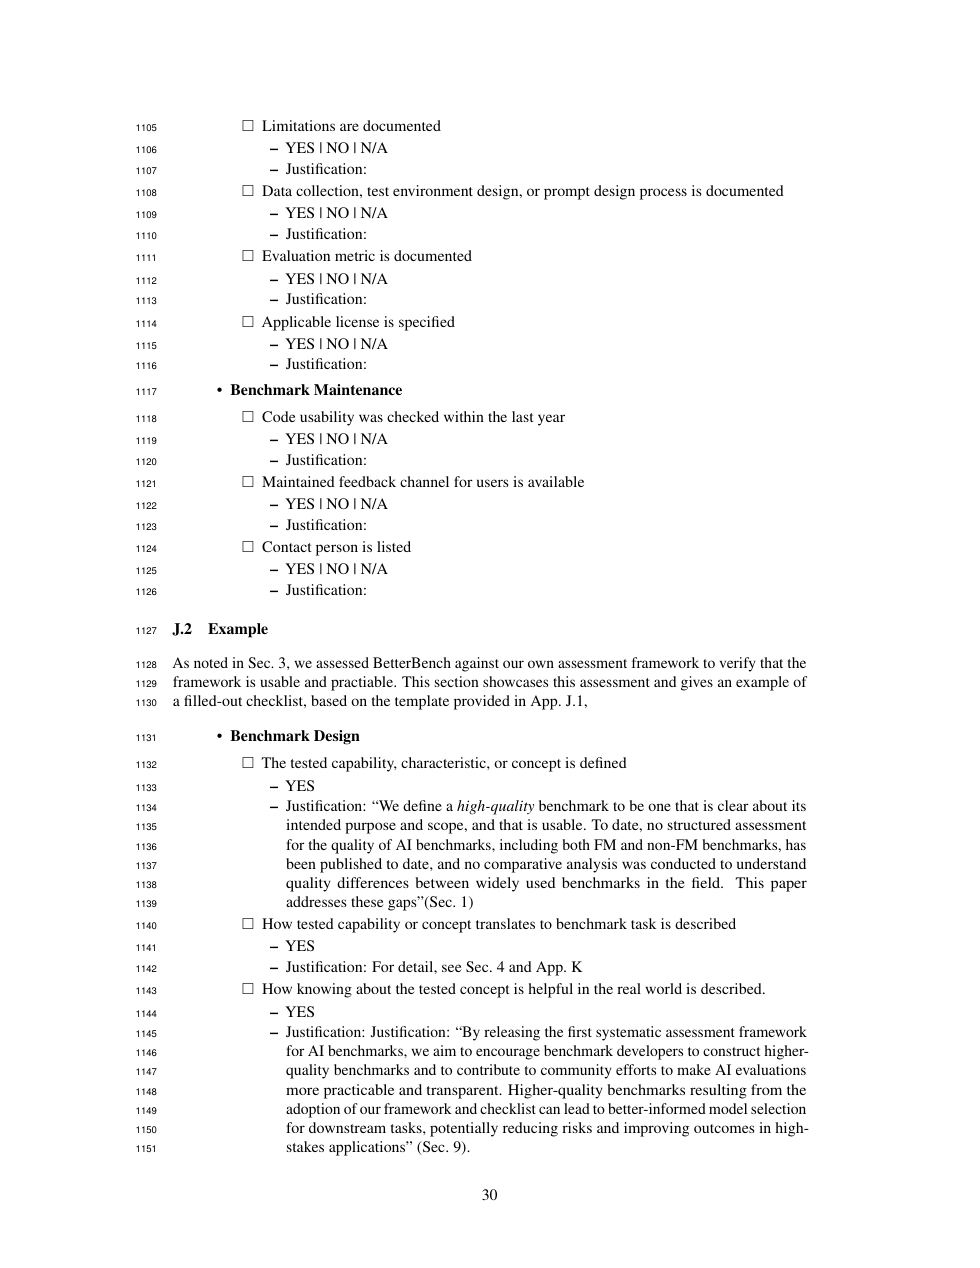 1105 □ Limitations are documented
1106 – YES | NO | N/A
1107 – Justification:
1108 □ Data collection, test environment design, or prompt design process is documented
1109 – YES | NO | N/A
1110 – Justification:
1111 □ Evaluation metric is documented
1112 – YES | NO | N/A
1113 – Justification:
1114 □ Applicable license is specified
1115 – YES | NO | N/A
1116 – Justification:
1117 • Benchmark Maintenance
1118 □ Code usability was checked within the last year
1119 – YES | NO | N/A
1120 – Justification:
1121 □ Maintained feedback channel for users is available
1122 – YES | NO | N/A
1123 – Justification:
1124 □ Contact person is listed
1125 – YES | NO | N/A
1126 – Justification:
1127 J.2 Example
1128 As noted in Sec. 3, we assessed BetterBench against our own assessment framework to verify that the
1129 framework is usable and practiable. This section showcases this assessment and gives an example of
1130 a filled-out checklist, based on the template provided in App. J.1,
1131 • Benchmark Design
1132 □ The tested capability, characteristic, or concept is defined
1133 – YES
1134 – Justification: “We define a high-quality benchmark to be one that is clear about its
1135 intended purpose and scope, and that is usable. To date, no structured assessment
1136 for the quality of AI benchmarks, including both FM and non-FM benchmarks, has
1137 been published to date, and no comparative analysis was conducted to understand
1138 quality differences between widely used benchmarks in the field. This paper
1139 addresses these gaps”(Sec. 1)
1140 □ How tested capability or concept translates to benchmark task is described
1141 – YES
1142 – Justification: For detail, see Sec. 4 and App. K
1143 □ How knowing about the tested concept is helpful in the real world is described.
1144 – YES
1145 – Justification: Justification: “By releasing the first systematic assessment framework
1146 for AI benchmarks, we aim to encourage benchmark developers to construct higher-
1147 quality benchmarks and to contribute to community efforts to make AI evaluations
1148 more practicable and transparent. Higher-quality benchmarks resulting from the
1149 adoption of our framework and checklist can lead to better-informed model selection
1150 for downstream tasks, potentially reducing risks and improving outcomes in high-
1151 stakes applications” (Sec. 9).
30